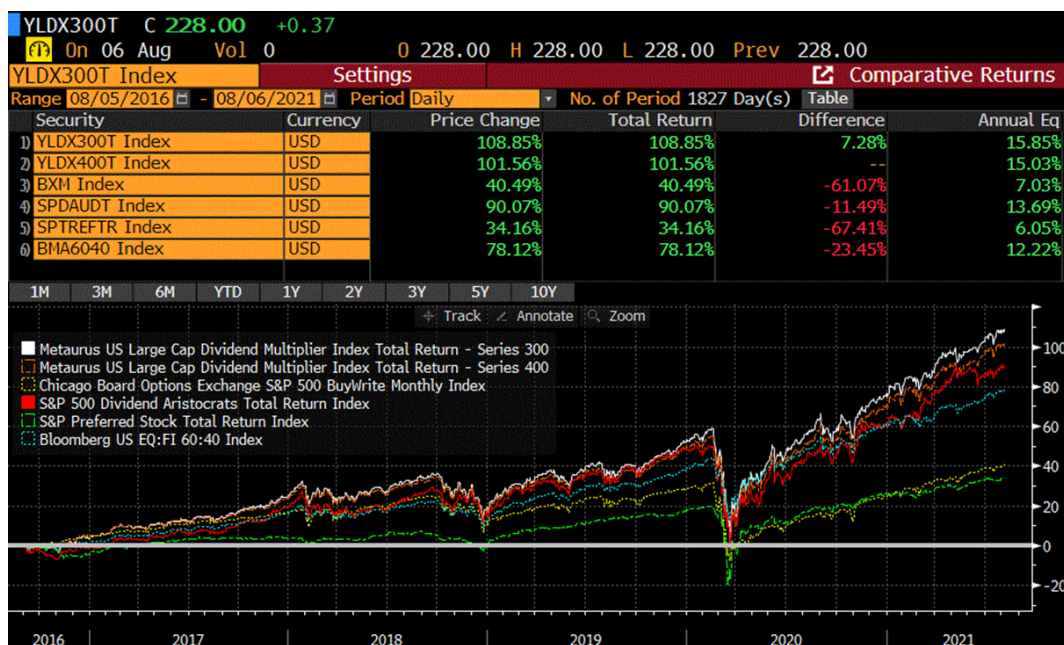 YLDX300T C 228.00 +0.37
On 06 Aug Vol 0 O 228.00 H 228.00 L 228.00 Prev 228.00
YLDX300T Index Settings Comparative Returns
Range 08/05/2016 - 08/06/2021 Period Daily No. of Period 1827 Day(s) Table
Security Currency Price Change Total Return Difference Annual Eq
1) YLDX300T Index USD 108.85% 108.85% 7.28% 15.85%
2) YLDX400T Index USD 101.56% 101.56% -- 15.03%
3) BXM Index USD 40.49% 40.49% -61.07% 7.03%
4) SPDAUDT Index USD 90.07% 90.07% -11.49% 13.69%
5) SPTREFTR Index USD 34.16% 34.16% -67.41% 6.05%
6) BMA6040 Index USD 78.12% 78.12% -23.45% 12.22%
1M 3M 6M YTD 1Y 2Y 3Y 5Y 10Y
Track Annotate Zoom
Metaurus US Large Cap Dividend Multiplier Index Total Return - Series 300
Metaurus US Large Cap Dividend Multiplier Index Total Return - Series 400
Chicago Board Options Exchange S&P 500 BuyWrite Monthly Index
S&P 500 Dividend Aristocrats Total Return Index
S&P Preferred Stock Total Return Index
Bloomberg US EQ:FI 60:40 Index
100
80
60
40
20
0
-20
2016 2017 2018 2019 2020 2021